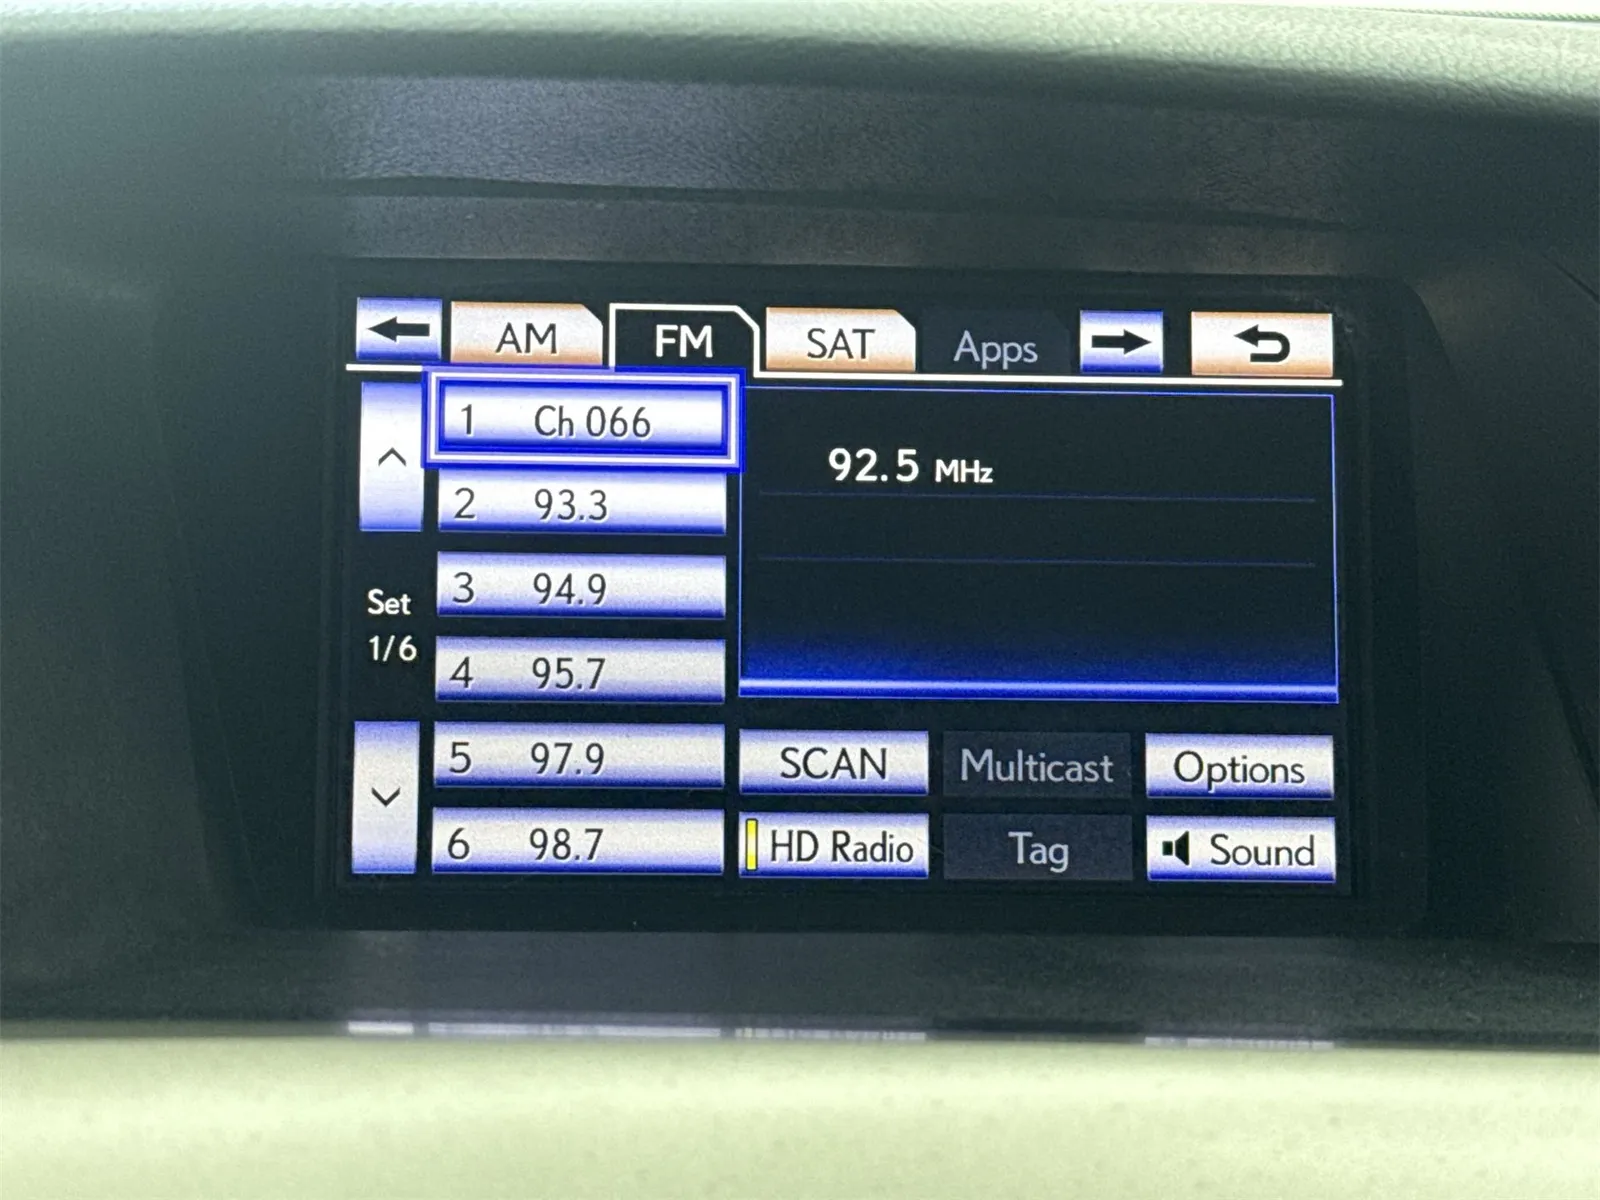 AM FM SAT Apps
1 Ch 066
92.5 MHz
2 93.3
3 94.9
Set
1/6
4 95.7
5 97.9
SCAN Multicast Options
6 98.7
HD Radio Tag Sound